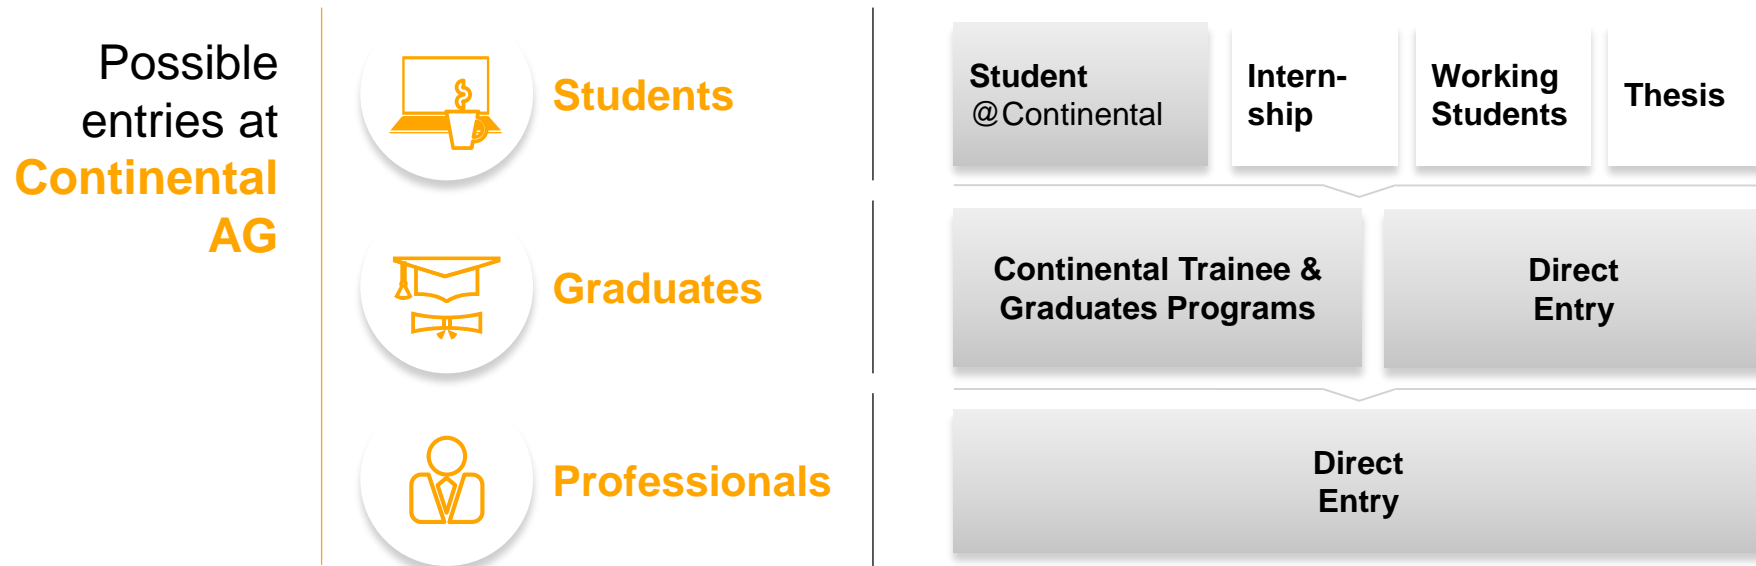 Possible
entries at
Continental
AG
Students
Student
@Continental
Intern-
ship
Working
Students
Thesis
Graduates
Continental Trainee &
Graduates Programs
Direct
Entry
Professionals
Direct
Entry